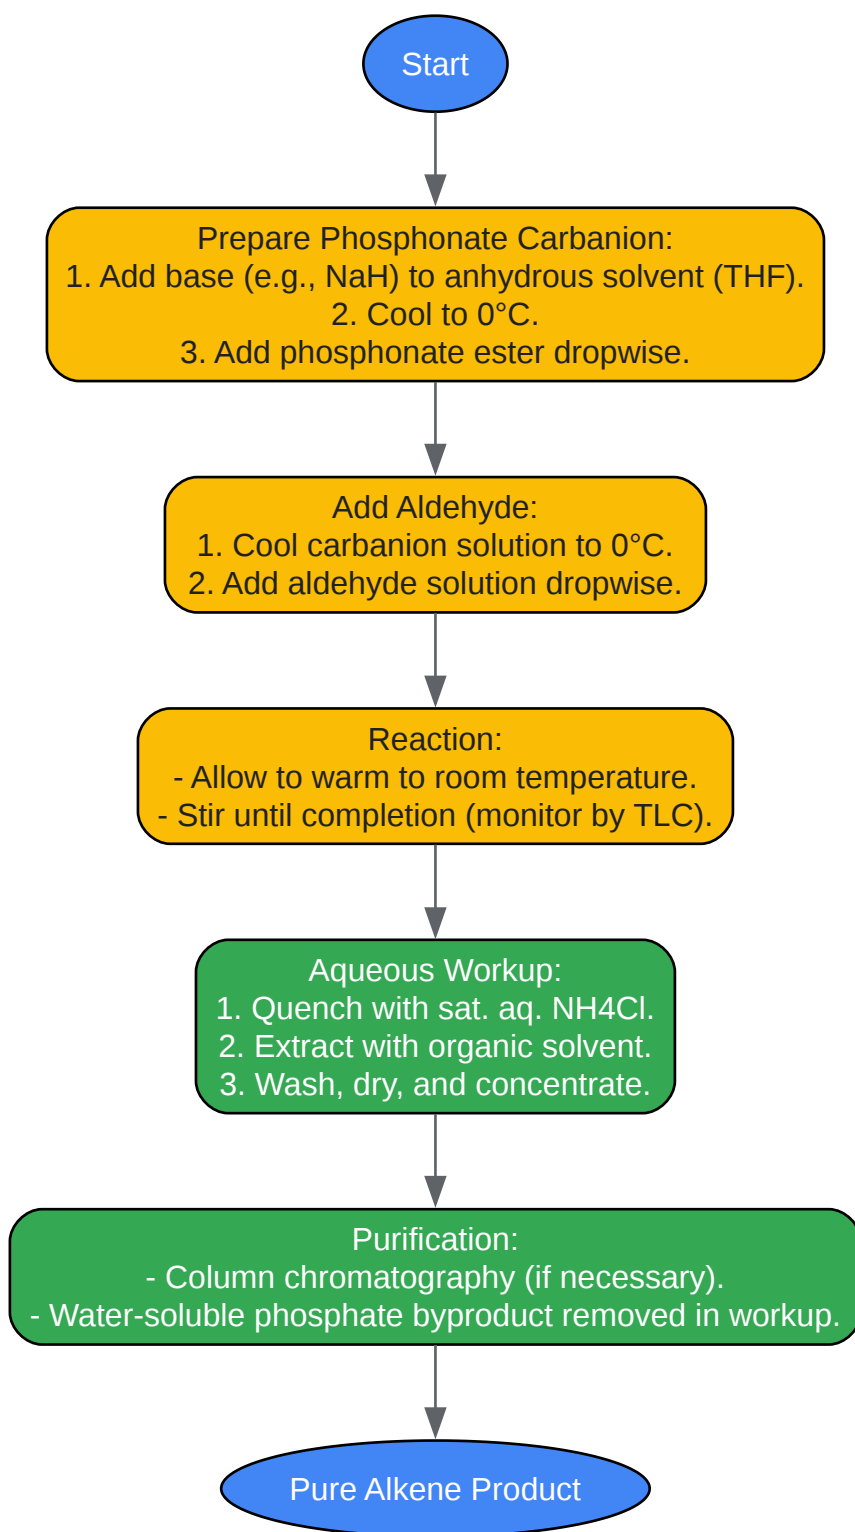 Start
Prepare Phosphonate Carbanion:
1. Add base (e.g., NaH) to anhydrous solvent (THF).
2. Cool to 0°C.
3. Add phosphonate ester dropwise.
Add Aldehyde:
1. Cool carbanion solution to 0°C.
2. Add aldehyde solution dropwise.
Reaction:
- Allow to warm to room temperature.
- Stir until completion (monitor by TLC).
Aqueous Workup:
1. Quench with sat. aq. NH4Cl.
2. Extract with organic solvent.
3. Wash, dry, and concentrate.
Purification:
- Column chromatography (if necessary).
- Water-soluble phosphate byproduct removed in workup.
Pure Alkene Product